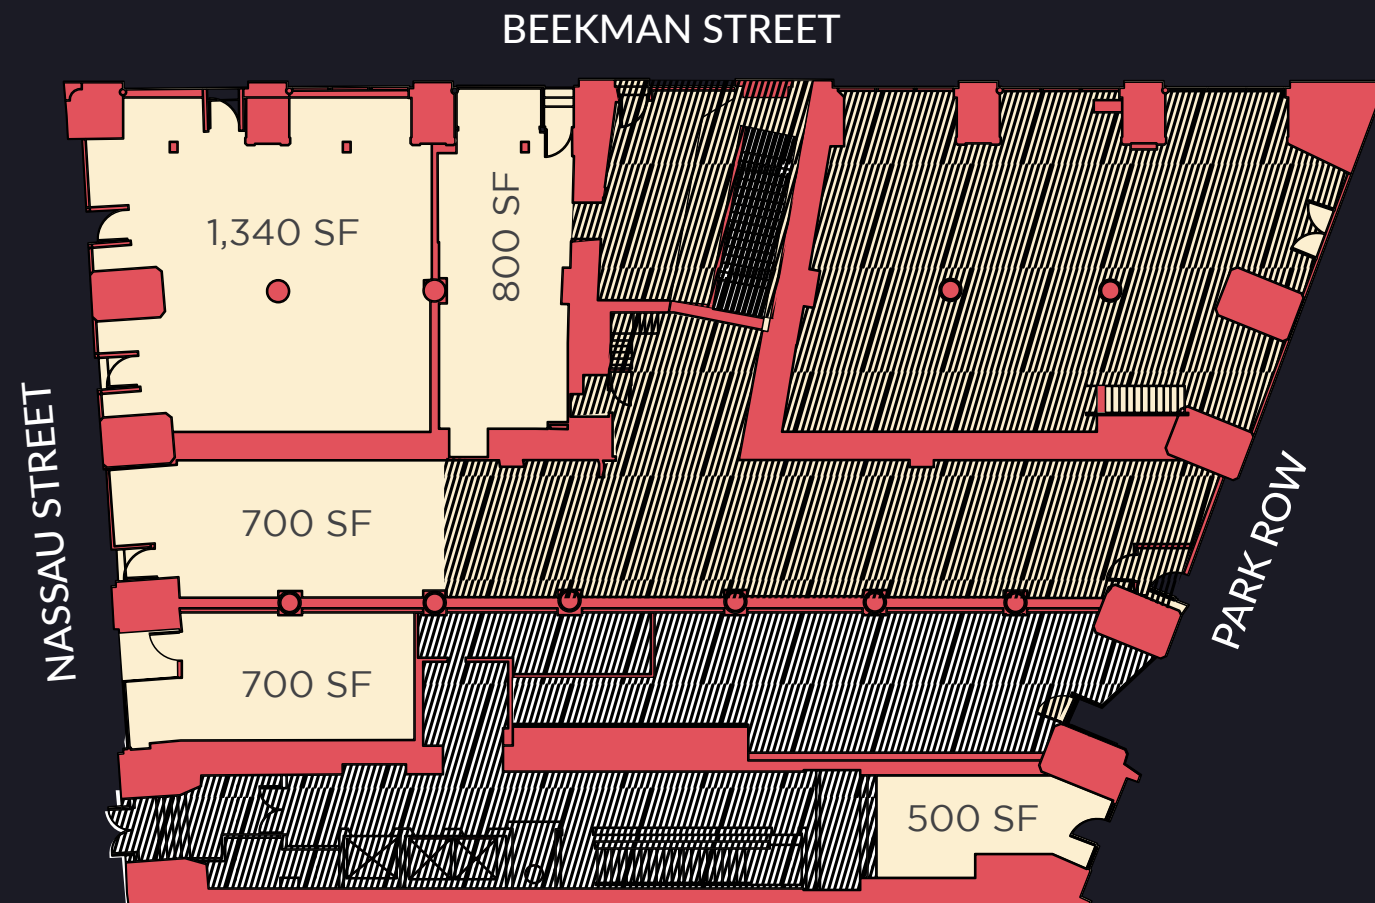 BEEKMAN STREET
1,340 SF
800 SF
NASSAU STREET
700 SF
PARK ROW
700 SF
500 SF